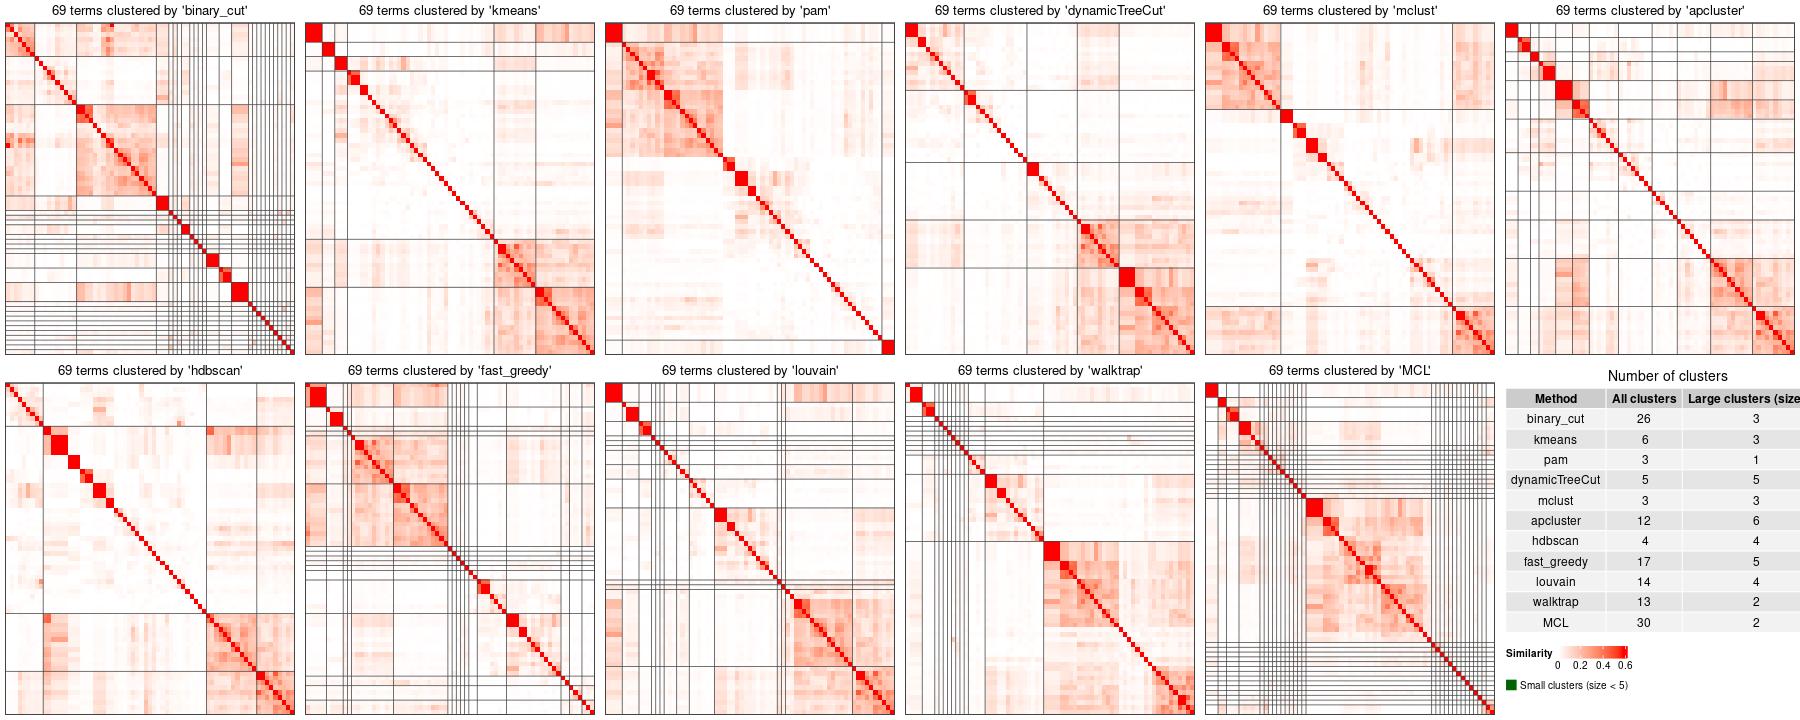 69 terms clustered by 'binary_cut'
69 terms clustered by 'kmeans'
69 terms clustered by 'pam'
69 terms clustered by 'dynamicTreeCut'
69 terms clustered by 'mclust'
69 terms clustered by 'apcluster'
69 terms clustered by 'hdbscan'
69 terms clustered by 'fast_greedy'
69 terms clustered by 'louvain'
69 terms clustered by 'walktrap'
69 terms clustered by 'MCL'
Number of clusters
Method All clusters Large clusters (size
binary_cut 26 3
kmeans 6 3
pam 3 1
dynamicTreeCut 5 5
mclust 3 3
apcluster 12 6
hdbscan 4 4
fast_greedy 17 5
louvain 14 4
walktrap 13 2
MCL 30 2
Similarity
0 0.2 0.4 0.6
Small clusters (size < 5)